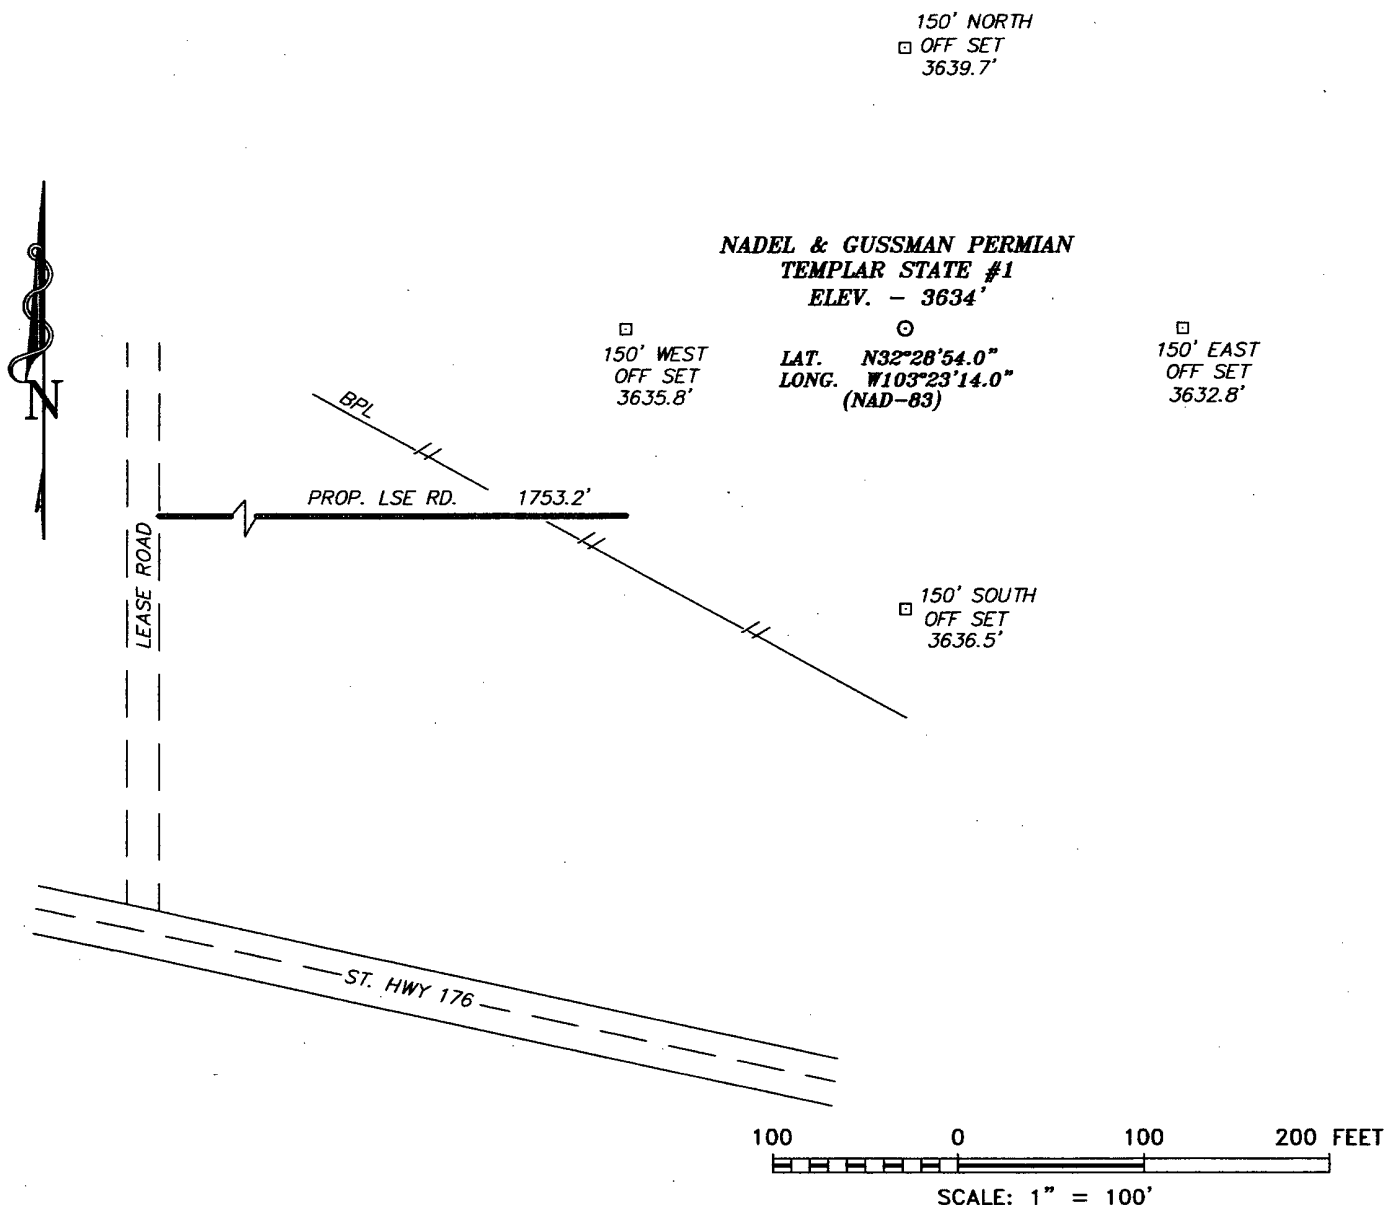 150' NORTH
OFF SET
3639.7'
NADEL & GUSSMAN PERMIAN
TEMPLAR STATE #1
ELEV. - 3634'
150' WEST
OFF SET
3635.8'
LAT. N32°28'54.0"
LONG. W103°23'14.0"
(NAD-83)
150' EAST
OFF SET
3632.8'
N
BPL
PROP. LSE RD. 1753.2'
LEASE ROAD
150' SOUTH
OFF SET
3636.5'
ST. HWY 176
100 0 100 200 FEET
SCALE: 1" = 100'